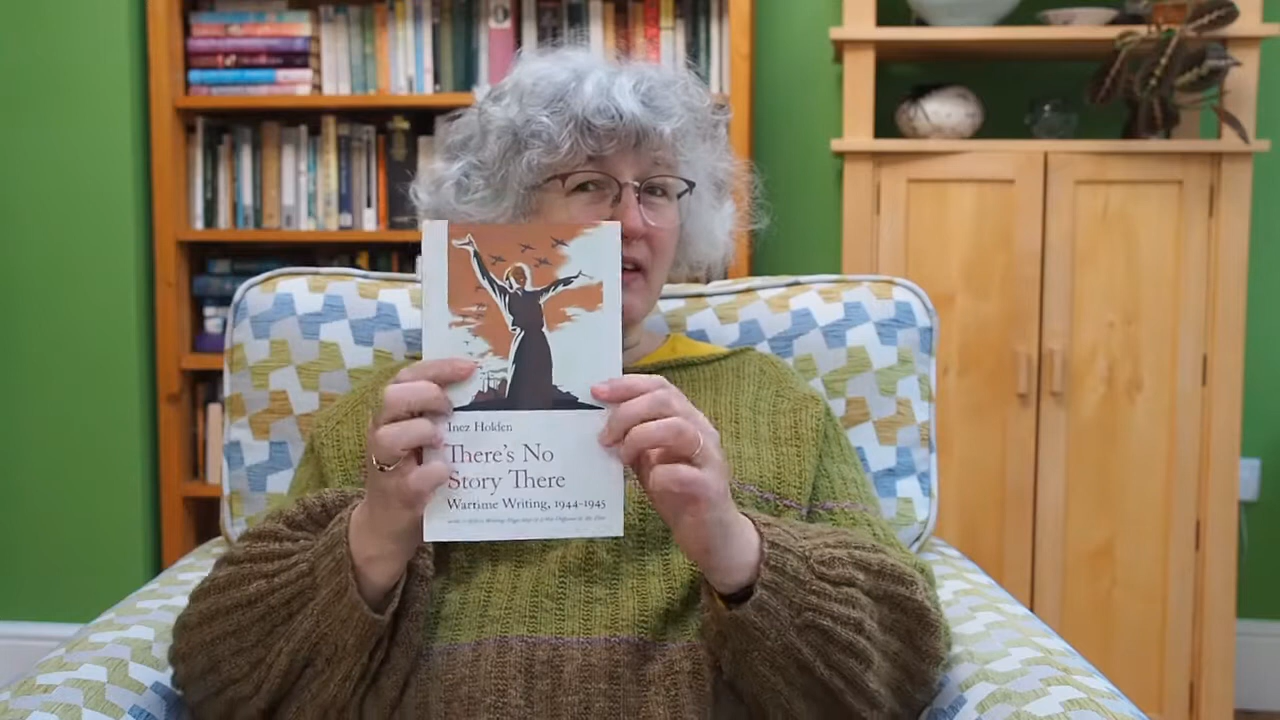 Inez Holden
There's No
Story There
Wartime Writing, 1944-1945